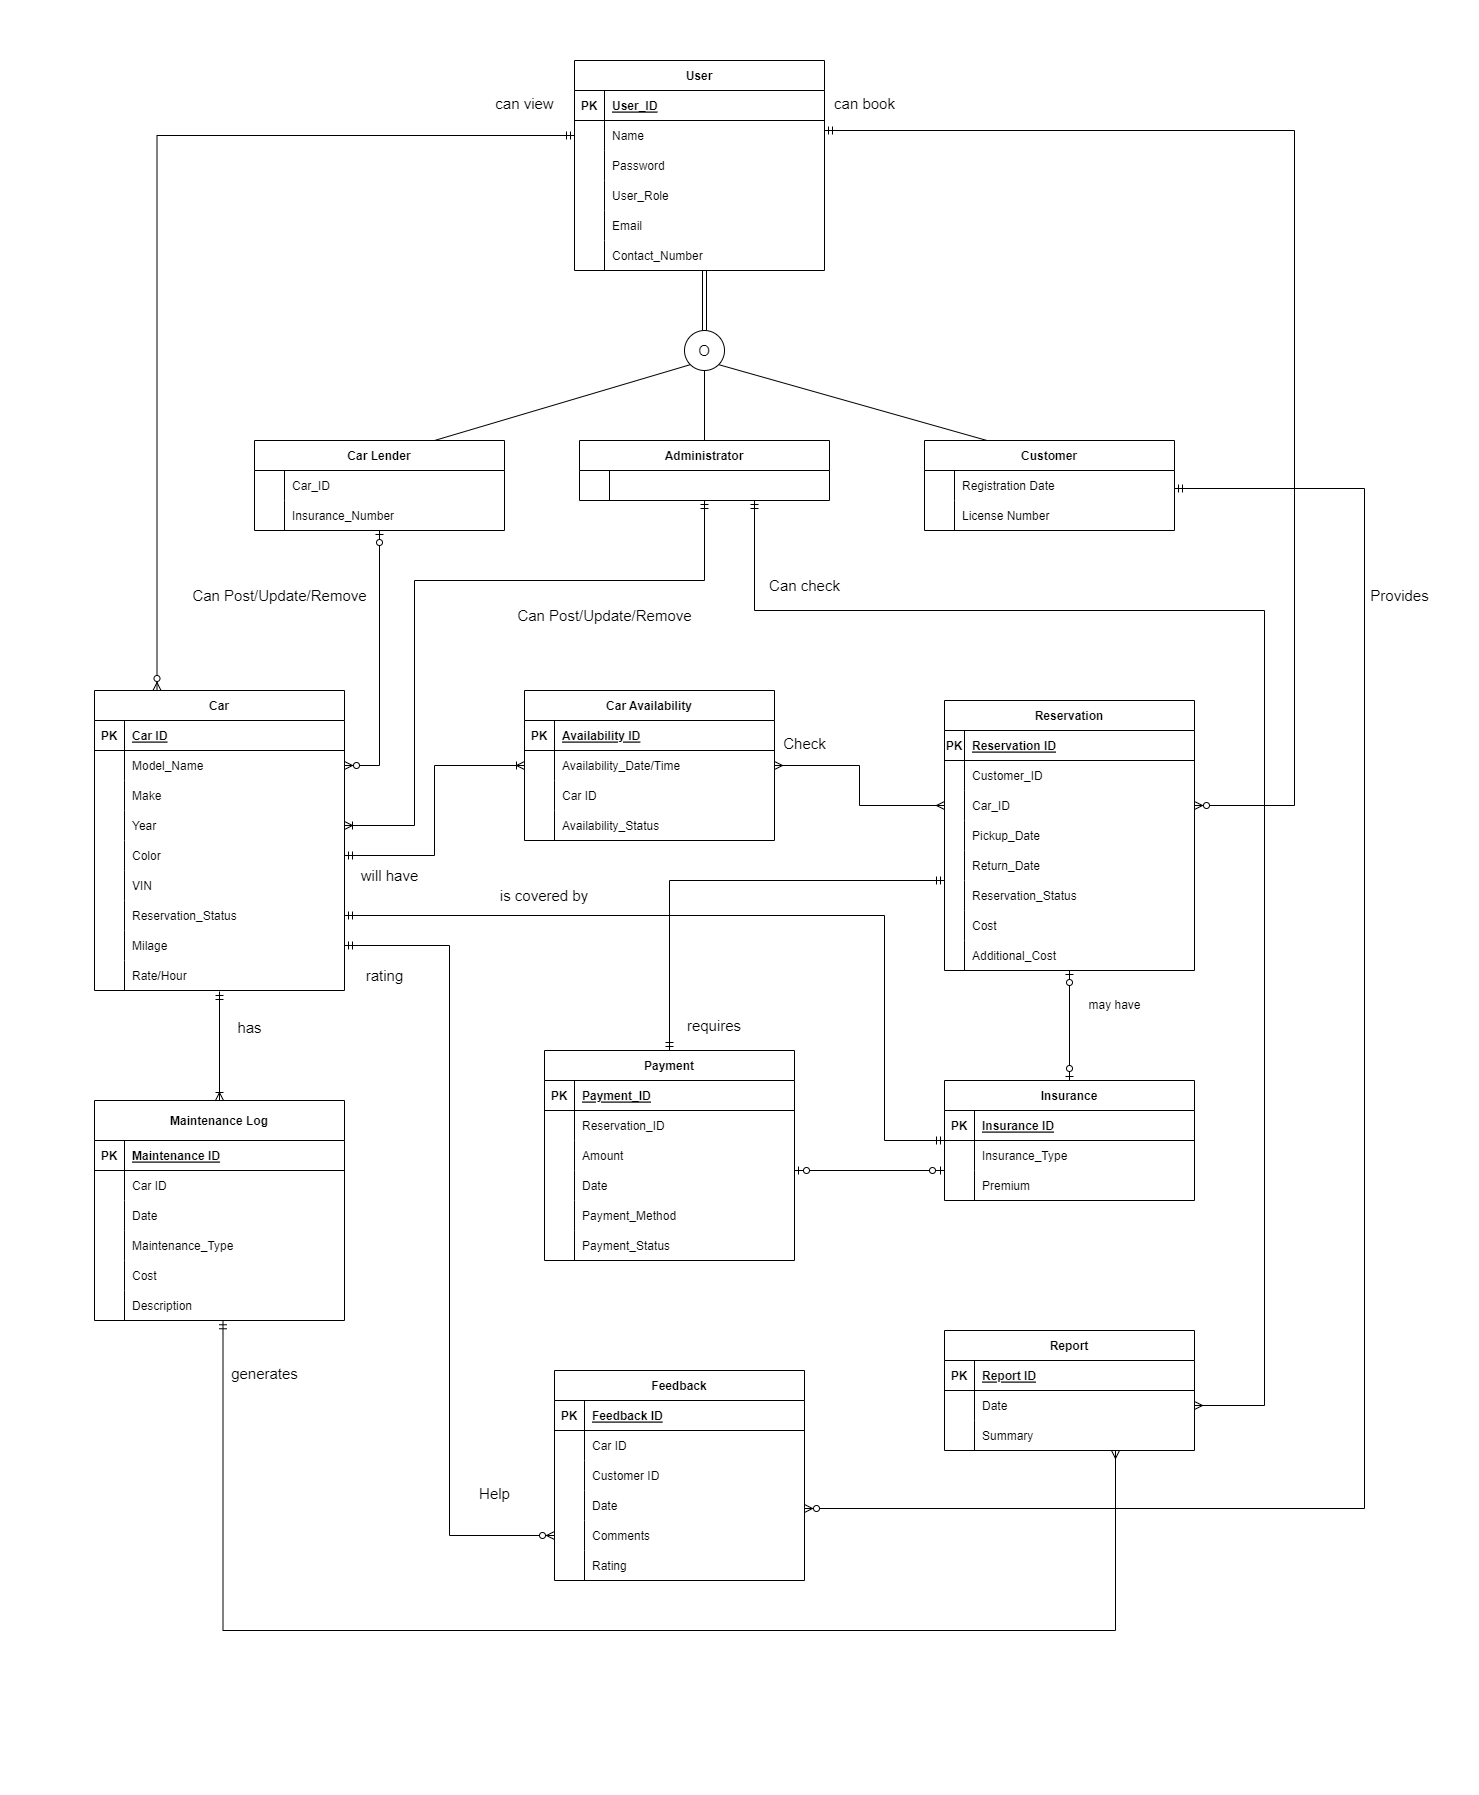 User
can view
PK User_ID
can book
Name
Password
User_Role
Email
Contact_Number
O
Car Lender
Car_ID
Insurance_Number
Administrator
Customer
Registration Date
License Number
Can Post/Update/Remove
Can Post/Update/Remove
Can check
Provides
Car
PK Car ID
Model_Name
Make
Year
Color
VIN
Reservation_Status
Milage
Rate/Hour
Car Availability
PK Availability ID
Availability_Date/Time
Car ID
Availability_Status
Check
Reservation
PK Reservation ID
Customer_ID
Car_ID
Pickup_Date
Return_Date
Reservation_Status
Cost
Additional_Cost
will have
is covered by
rating
may have
has
requires
Maintenance Log
PK Maintenance ID
Car ID
Date
Maintenance_Type
Cost
Description
Payment
PK Payment_ID
Reservation_ID
Amount
Date
Payment_Method
Payment_Status
Insurance
PK Insurance ID
Insurance_Type
Premium
generates
Feedback
PK Feedback ID
Car ID
Customer ID
Date
Comments
Rating
Help
Report
PK Report ID
Date
Summary